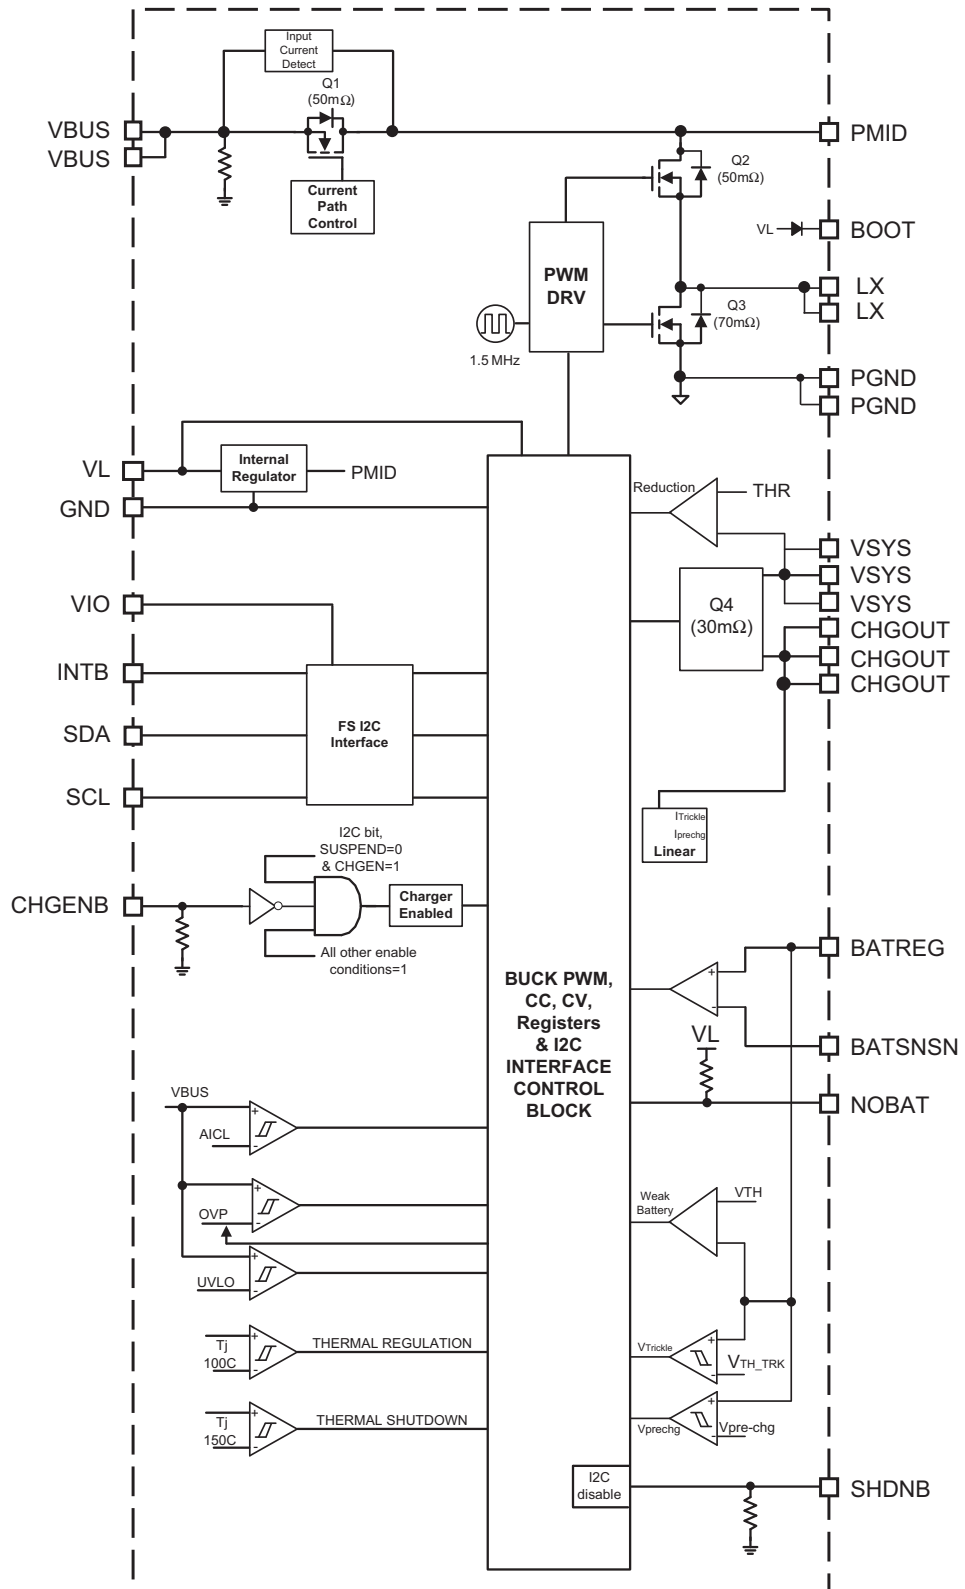 Input
Current
Detect
Q1
(50mΩ)
VBUS
VBUS
Current
Path
Control
PMID
Q2
(50mΩ)
VL
BOOT
PWM
DRV
LX
LX
Q3
(70mΩ)
1.5 MHz
PGND
PGND
VL
Internal
Regulator
PMID
GND
Reduction
THR
VSYS
VSYS
VSYS
Q4
(30mΩ)
CHGOUT
CHGOUT
CHGOUT
VIO
INTB
SDA
SCL
FS I2C
Interface
ITrickle
Iprechg
Linear
I2C bit,
SUSPEND=0
& CHGEN=1
CHGENB
Charger
Enabled
All other enable
conditions=1
BUCK PWM,
CC, CV,
Registers
& I2C
INTERFACE
CONTROL
BLOCK
+
-
BATREG
BATSNSN
VL
NOBAT
VBUS
+
AICL
-
+
OVP
-
+
UVLO
-
Weak
Battery
VTH
+
Tj
100C
-
THERMAL REGULATION
VTrickle
+
-
VTH_TRK
+
Tj
150C
-
THERMAL SHUTDOWN
Vprechg
+
-
Vpre-chg
I2C
disable
SHDNB